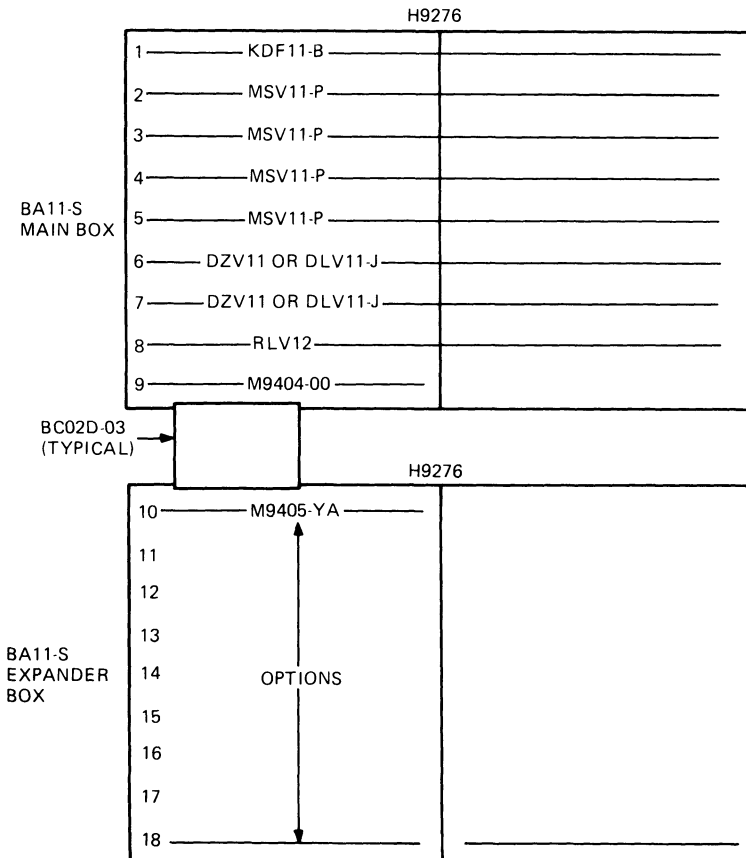 H9276
1 KDF11-B
2 MSV11-P
3 MSV11-P
4 MSV11-P
5 MSV11-P
BA11-S
MAIN BOX
6 DZV11 OR DLV11-J
7 DZV11 OR DLV11-J
8 RLV12
9 M9404-00
BC02D-03
(TYPICAL)
H9276
10 M9405-YA
11
12
13
BA11-S
EXPANDER
BOX
14 OPTIONS
15
16
17
18